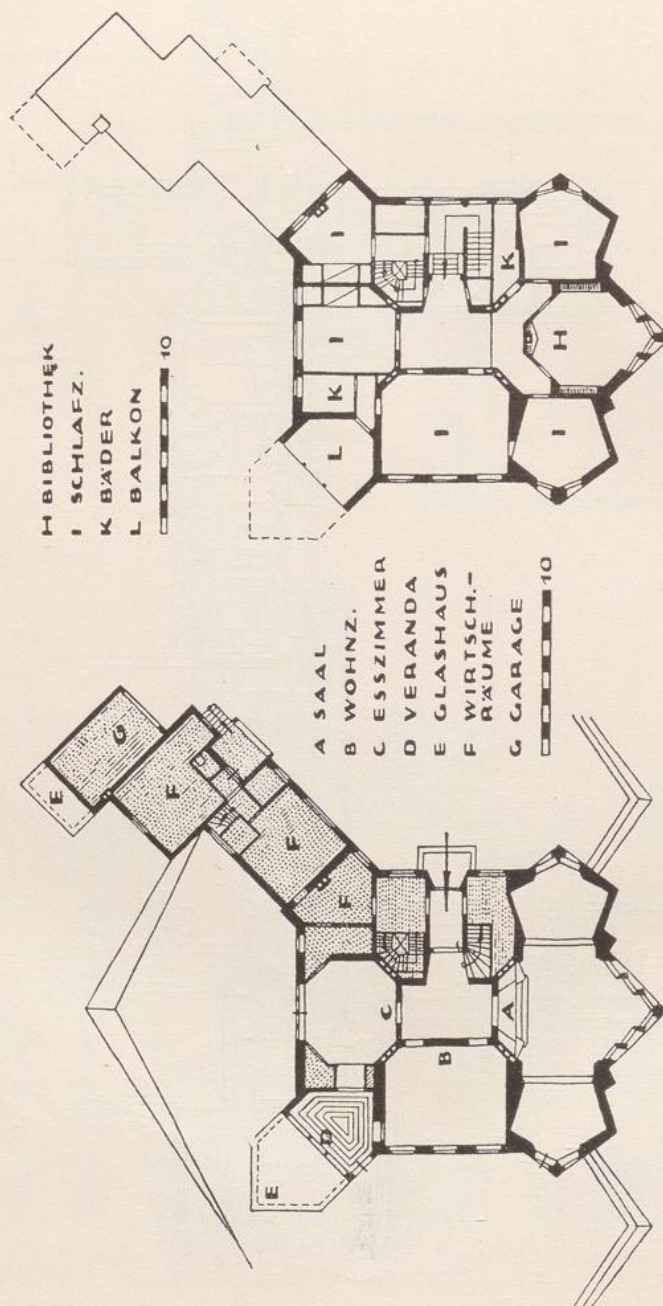 A SAAL
B WOHNZ.
C ESSZIMMER
D VERANDA
E GLASHAUS
F WIRTSCH.-
RÄUME
G GARAGE
10
E
G
F
F
F
E
D
C
B
A
H BIBLIOTHEK
I SCHLAFZ.
K BÄDER
L BALKON
10
I
I
K
L
I
K
I
H
I